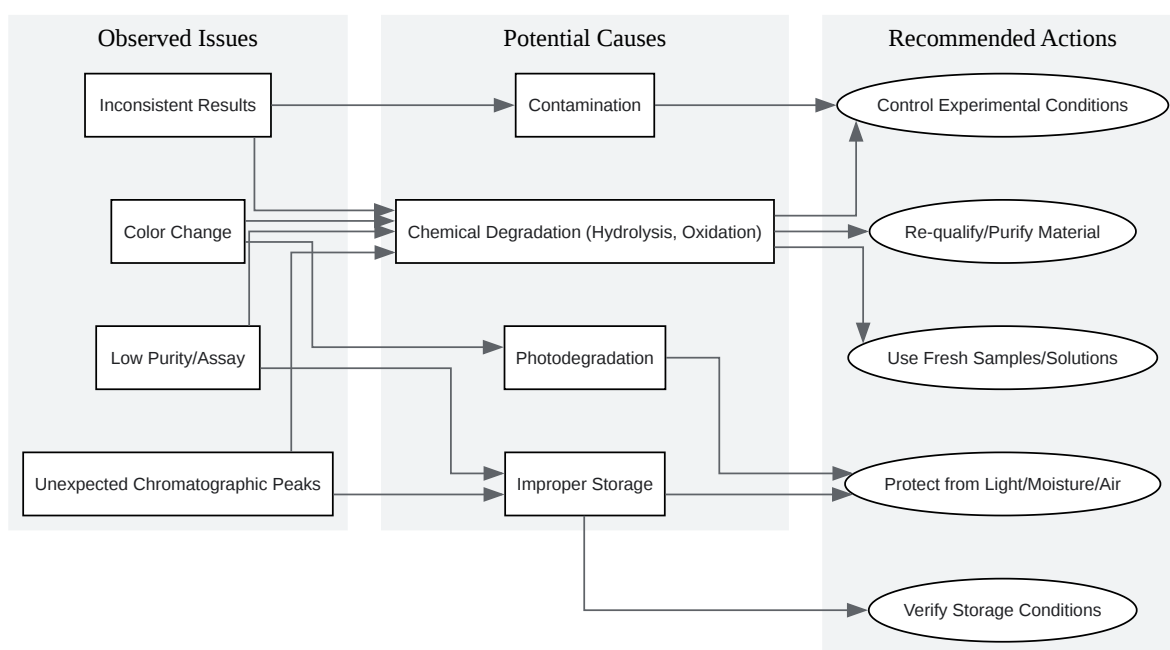 Observed Issues
Potential Causes
Recommended Actions
Inconsistent Results
Contamination
Control Experimental Conditions
Color Change
Chemical Degradation (Hydrolysis, Oxidation)
Re-qualify/Purify Material
Low Purity/Assay
Photodegradation
Use Fresh Samples/Solutions
Unexpected Chromatographic Peaks
Improper Storage
Protect from Light/Moisture/Air
Verify Storage Conditions